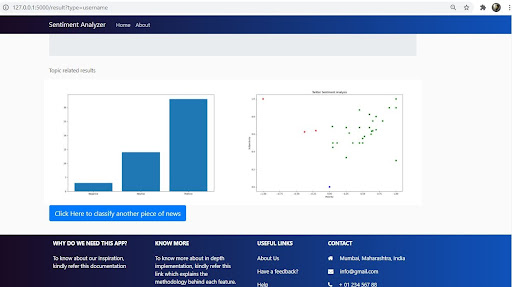 127.0.0.1:5000/result?type=username
Sentiment Analyzer Home About
Topic related results
Twitter Sentiment Analysis
Click Here to classify another piece of news
WHY DO WE NEED THIS APP?
To know about our inspiration,
kindly refer this documentation
KNOW MORE
To know more about in depth
implementation, kindly refer this
link which explains the
methodology behind each feature.
USEFUL LINKS
About Us
Have a feedback?
Help
CONTACT
Mumbai, Maharashtra, India
info@gmail.com
+ 01 234 567 88